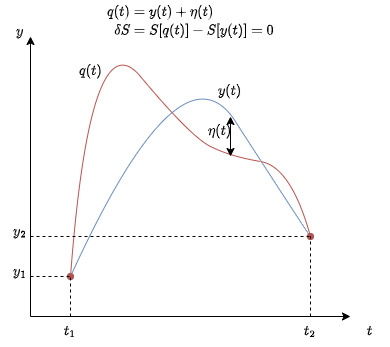 q(t) = y(t) + η(t)
δS = S[q(t)] − S[y(t)] = 0
y
q(t)
y(t)
η(t)
y₂
y₁
t₁
t₂
t